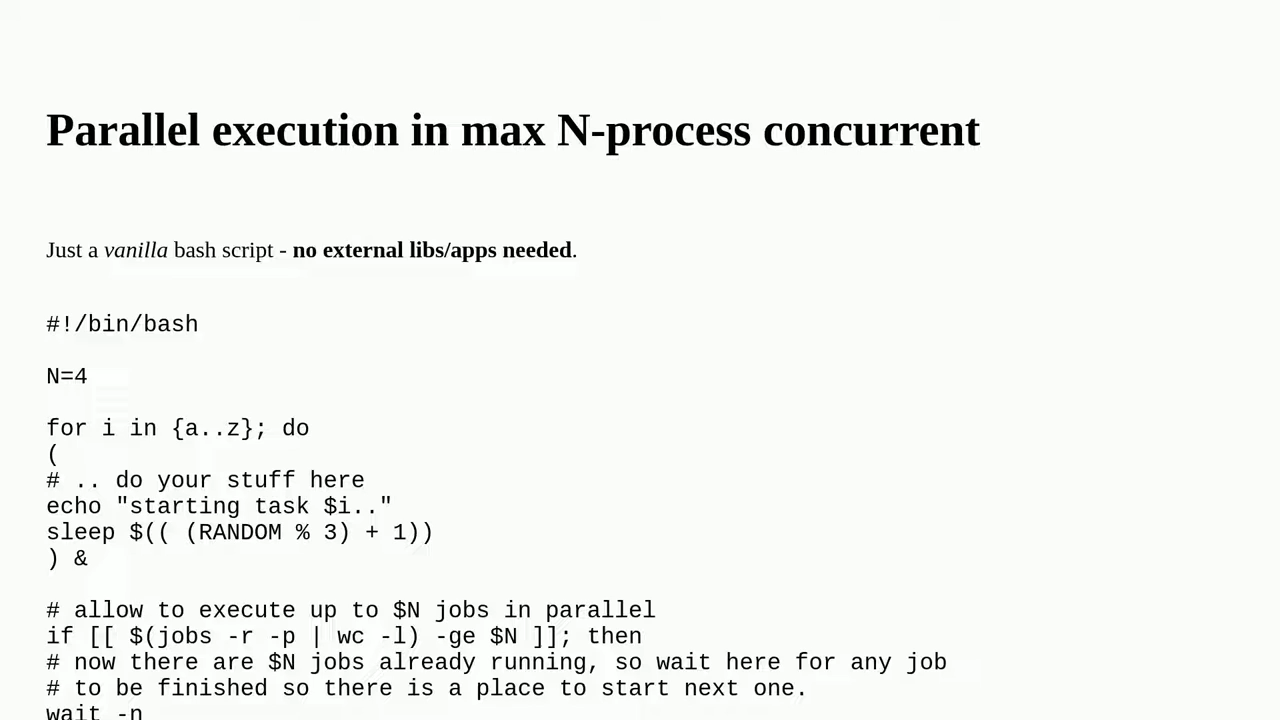 Parallel execution in max N-process concurrent
Just a vanilla bash script - no external libs/apps needed.
#!/bin/bash
N=4
for i in {a..z}; do
(
# .. do your stuff here
echo "starting task $i.."
sleep $(( (RANDOM % 3) + 1))
) &
# allow to execute up to $N jobs in parallel
if [[ $(jobs -r -p | wc -l) -ge $N ]]; then
# now there are $N jobs already running, so wait here for any job
# to be finished so there is a place to start next one.
wait -n